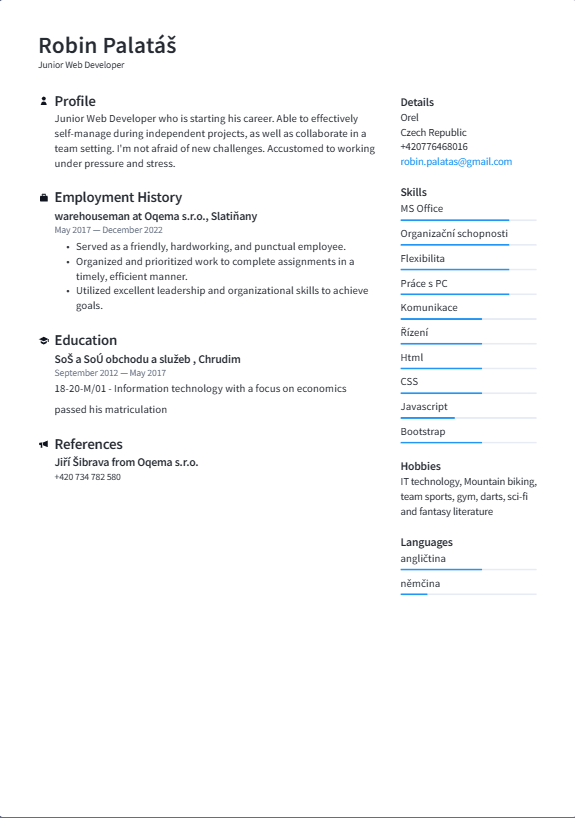 Robin Palatáš
Junior Web Developer
Profile
Junior Web Developer who is starting his career. Able to effectively
self-manage during independent projects, as well as collaborate in a
team setting. I'm not afraid of new challenges. Accustomed to working
under pressure and stress.
Employment History
warehouseman at Oqema s.r.o., Slatiňany
May 2017 — December 2022
• Served as a friendly, hardworking, and punctual employee.
• Organized and prioritized work to complete assignments in a
timely, efficient manner.
• Utilized excellent leadership and organizational skills to achieve
goals.
Education
SoŠ a SoÚ obchodu a služeb , Chrudim
September 2012 — May 2017
18-20-M/01 - Information technology with a focus on economics
passed his matriculation
References
Jiří Šibrava from Oqema s.r.o.
+420 734 782 580
Details
Orel
Czech Republic
+420776468016
robin.palatas@gmail.com
Skills
MS Office
Organizační schopnosti
Flexibilita
Práce s PC
Komunikace
Řízení
Html
CSS
Javascript
Bootstrap
Hobbies
IT technology, Mountain biking,
team sports, gym, darts, sci-fi
and fantasy literature
Languages
angličtina
němčina